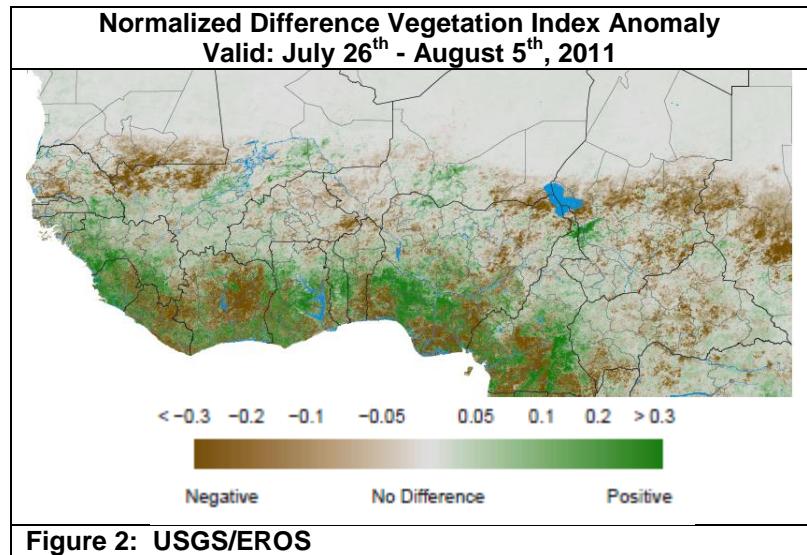 Normalized Difference Vegetation Index Anomaly
Valid: July 26th - August 5th, 2011
< −0.3 −0.2 −0.1 −0.05 0.05 0.1 0.2 > 0.3
Negative No Difference Positive
Figure 2: USGS/EROS